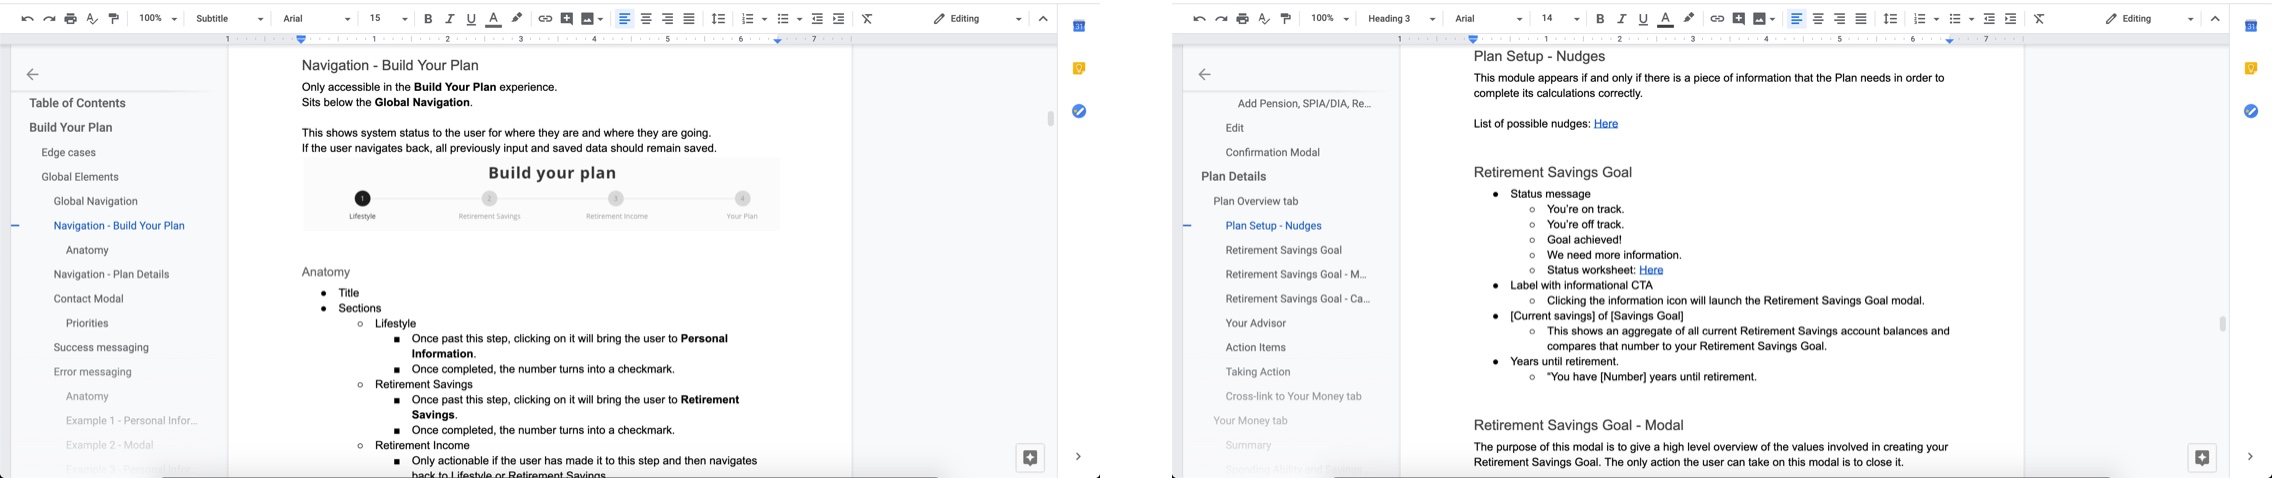 100%
Subtitle
Arial
15
B I U A
Editing
1 1 2 3 4 5 6 7
Table of Contents
Build Your Plan
Edge cases
Global Elements
Global Navigation
Navigation - Build Your Plan
Anatomy
Navigation - Plan Details
Contact Modal
Priorities
Success messaging
Error messaging
Anatomy
Example 1 - Personal Infor...
Example 2 - Modal
Example 3 - Personal Infor...
Navigation - Build Your Plan
Only accessible in the Build Your Plan experience.
Sits below the Global Navigation.
This shows system status to the user for where they are and where they are going.
If the user navigates back, all previously input and saved data should remain saved.
Build your plan
1 2 3 4
Lifestyle Retirement Savings Retirement Income Your Plan
Anatomy
● Title
● Sections
○ Lifestyle
■ Once past this step, clicking on it will bring the user to Personal
Information.
■ Once completed, the number turns into a checkmark.
○ Retirement Savings
■ Once past this step, clicking on it will bring the user to Retirement
Savings.
■ Once completed, the number turns into a checkmark.
○ Retirement Income
■ Only actionable if the user has made it to this step and then navigates
back to Lifestyle or Retirement Savings
31
100%
Heading 3
Arial
14
B I U A
Editing
1 1 2 3 4 5 6 7
Add Pension, SPIA/DIA, Re...
Edit
Confirmation Modal
Plan Details
Plan Overview tab
Plan Setup - Nudges
Retirement Savings Goal
Retirement Savings Goal - M...
Retirement Savings Goal - Ca...
Your Advisor
Action Items
Taking Action
Cross-link to Your Money tab
Your Money tab
Summary
Spending Ability and
Plan Setup - Nudges
This module appears if and only if there is a piece of information that the Plan needs in order to
complete its calculations correctly.
List of possible nudges: Here
Retirement Savings Goal
● Status message
○ You're on track.
○ You're off track.
○ Goal achieved!
○ We need more information.
○ Status worksheet: Here
● Label with informational CTA
○ Clicking the information icon will launch the Retirement Savings Goal modal.
● [Current savings] of [Savings Goal]
○ This shows an aggregate of all current Retirement Savings account balances and
compares that number to your Retirement Savings Goal.
● Years until retirement.
○ "You have [Number] years until retirement.
Retirement Savings Goal - Modal
The purpose of this modal is to give a high level overview of the values involved in creating your
Retirement Savings Goal. The only action the user can take on this modal is to close it.
31